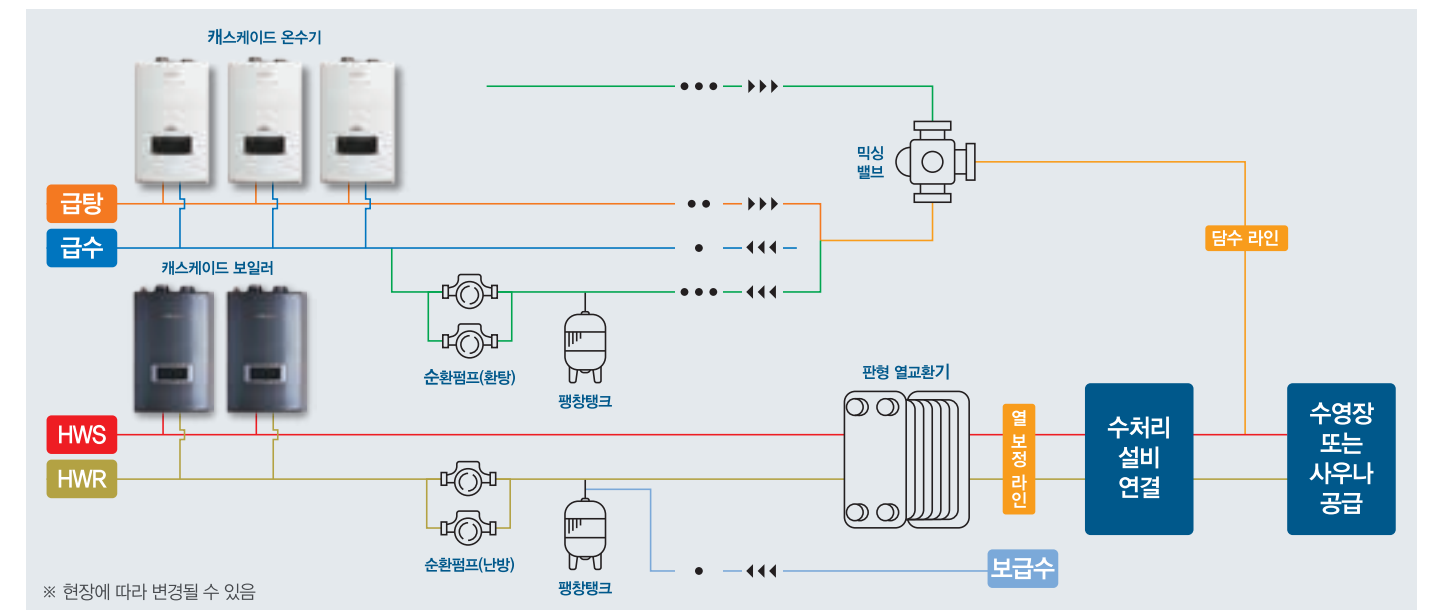 캐스케이드 온수기
믹싱
밸브
급탕
급수
담수 라인
캐스케이드 보일러
순환펌프(환탕)
팽창탱크
판형 열교환기
HWS
HWR
열 보정 라인
수처리
설비
연결
수영장
또는
사우나
공급
순환펌프(난방)
팽창탱크
보급수
※ 현장에 따라 변경될 수 있음